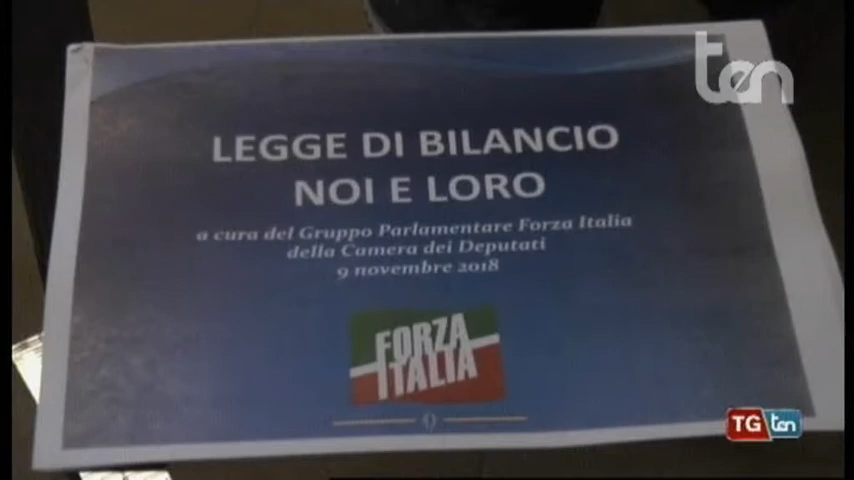 ten
LEGGE DI BILANCIO
NOI E LORO
a cura del Gruppo Parlamentare Forza Italia
della Camera dei Deputati
9 novembre 2018
FORZA
ITALIA
TG ten